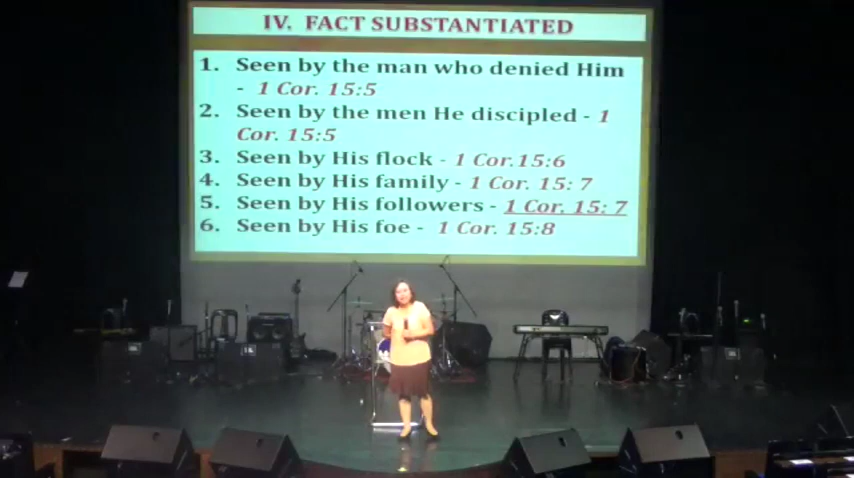 IV. FACT SUBSTANTIATED
1. Seen by the man who denied Him
- 1 Cor. 15:5
2. Seen by the men He discipled - 1
Cor. 15:5
3. Seen by His flock - 1 Cor.15:6
4. Seen by His family - 1 Cor. 15: 7
5. Seen by His followers - 1 Cor. 15: 7
6. Seen by His foe - 1 Cor. 15:8